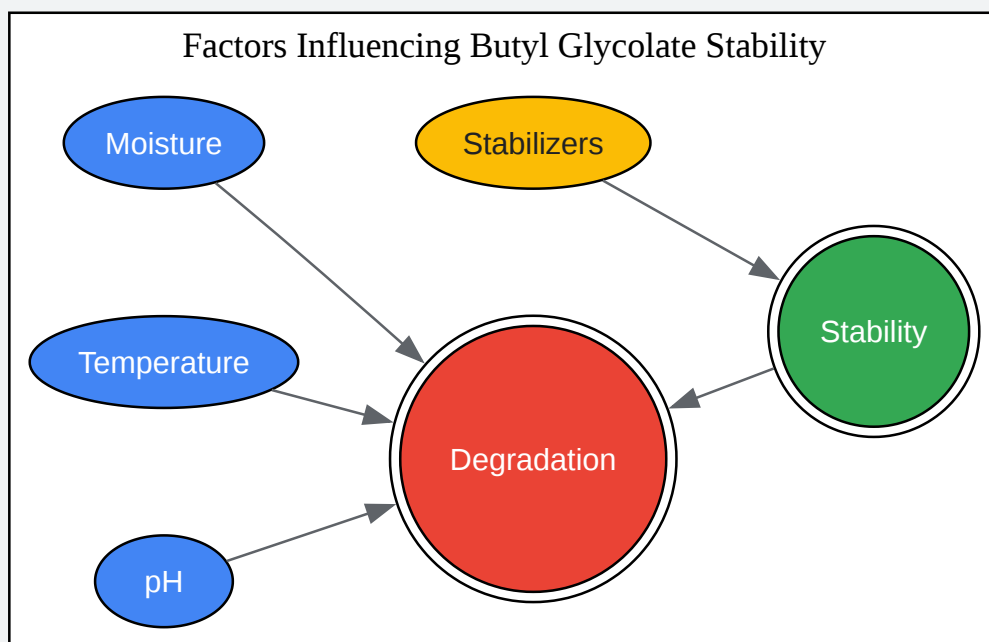 Factors Influencing Butyl Glycolate Stability
Moisture
Stabilizers
Stability
Temperature
Degradation
pH